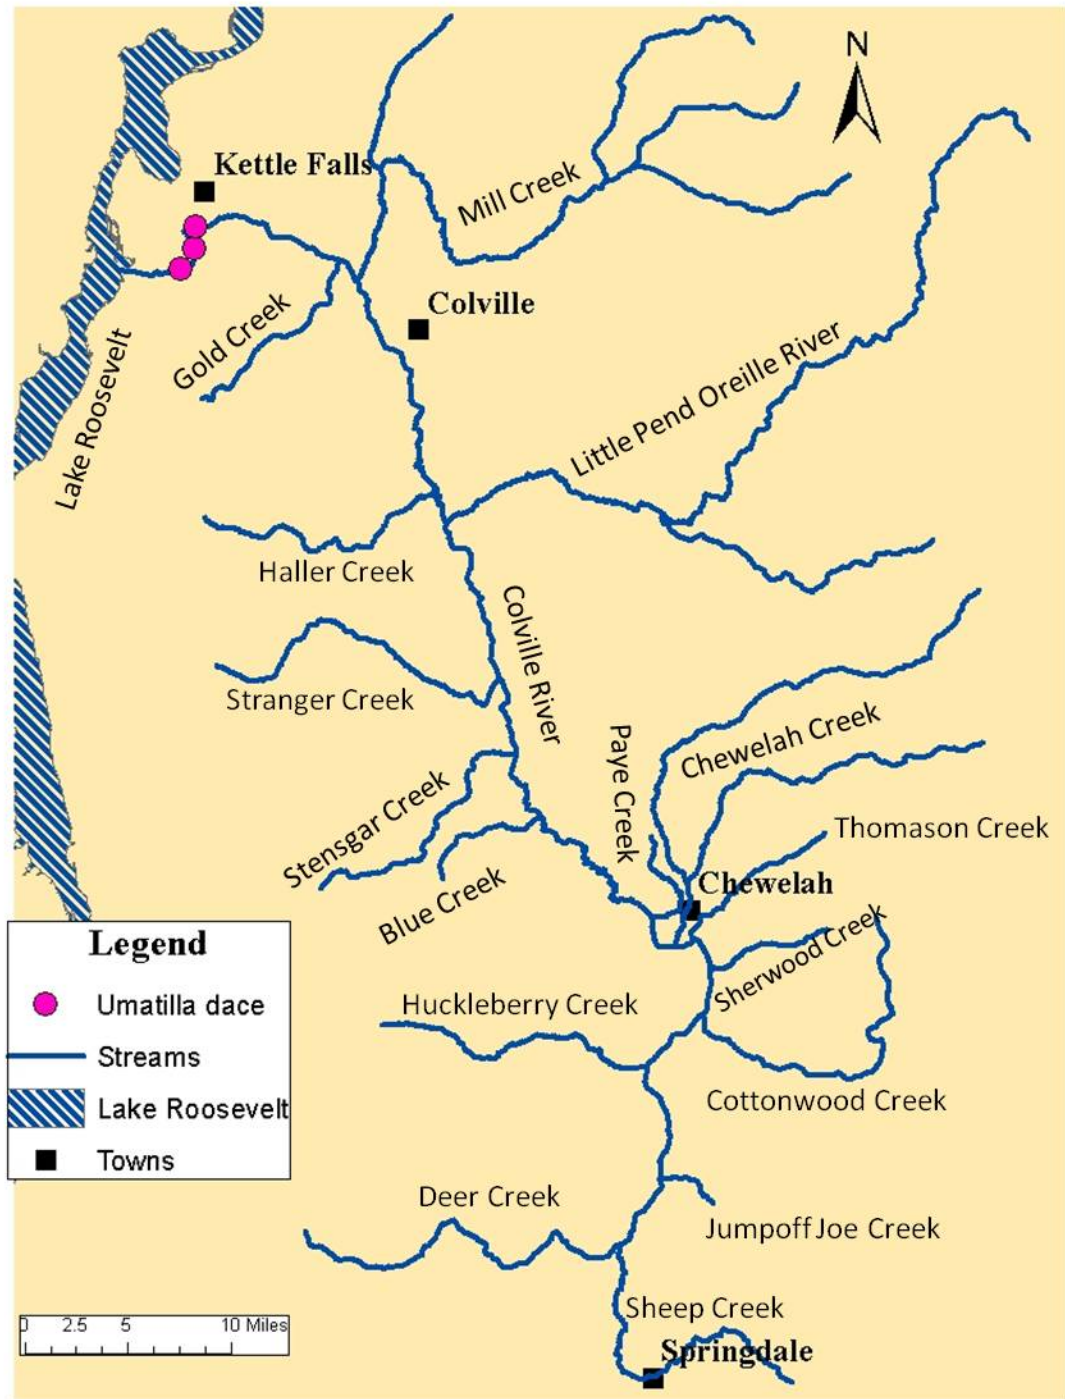 N
Kettle Falls
Mill Creek
Colville
Gold Creek
Lake Roosevelt
Little Pend Oreille River
Haller Creek
Colville River
Stranger Creek
Paye Creek
Chewelah Creek
Stensgar Creek
Thomason Creek
Blue Creek
Chewelah
Legend
Umatilla dace
Streams
Lake Roosevelt
Towns
Sherwood Creek
Huckleberry Creek
Cottonwood Creek
Deer Creek
Jumpoff Joe Creek
Sheep Creek
Springdale
0 2.5 5 10 Miles